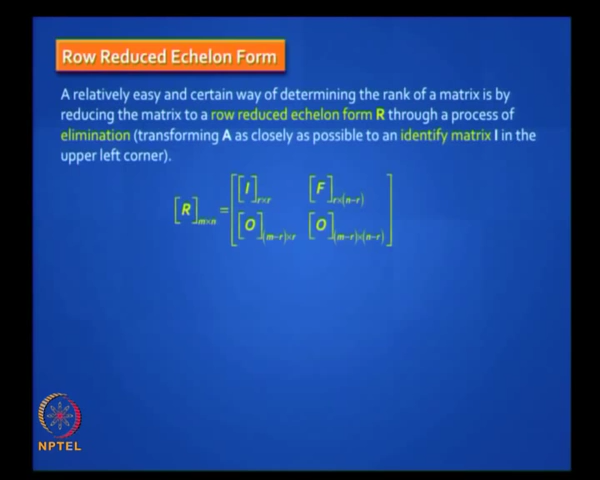 Row Reduced Echelon Form
A relatively easy and certain way of determining the rank of a matrix is by
reducing the matrix to a row reduced echelon form R through a process of
elimination (transforming A as closely as possible to an identify matrix I in the
upper left corner).
[R]m×n = [ [I]r×r [F]r×(n−r)
[O](m−r)×r [O](m−r)×(n−r) ]
NPTEL